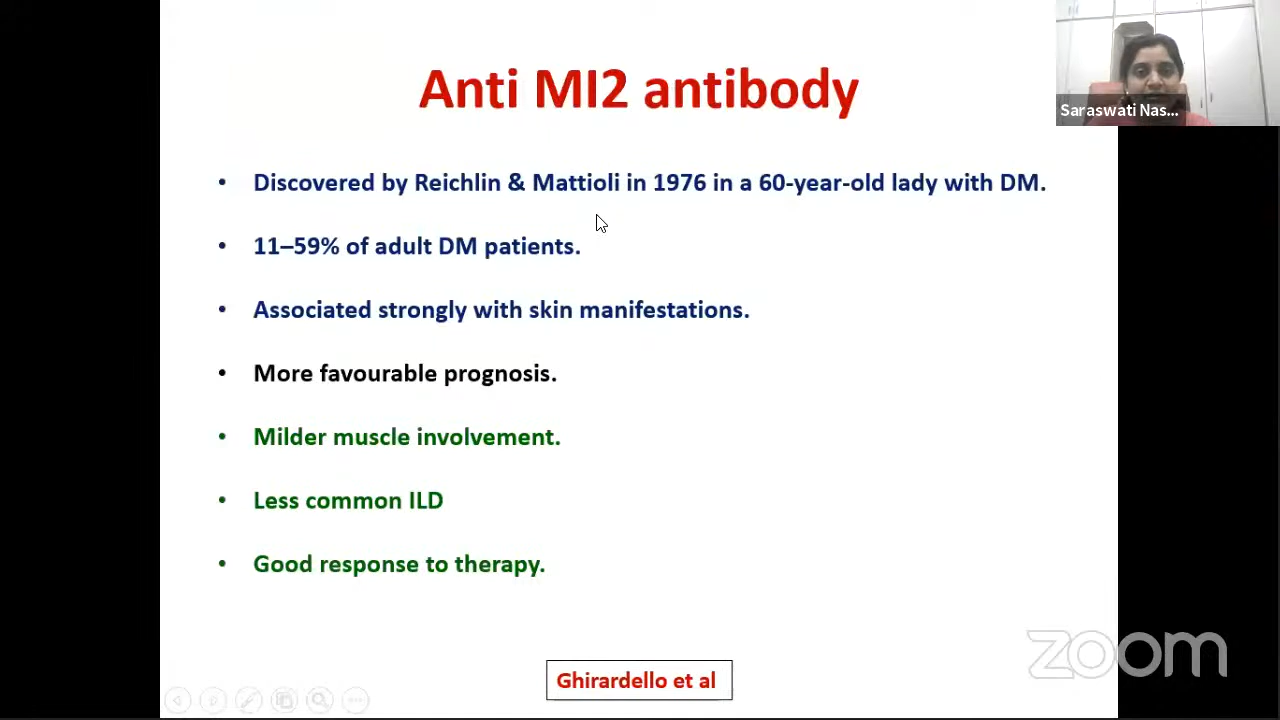 Anti MI2 antibody
Saraswati Nas...
• Discovered by Reichlin & Mattioli in 1976 in a 60-year-old lady with DM.
• 11–59% of adult DM patients.
• Associated strongly with skin manifestations.
• More favourable prognosis.
• Milder muscle involvement.
• Less common ILD
• Good response to therapy.
zoom
Ghirardello et al